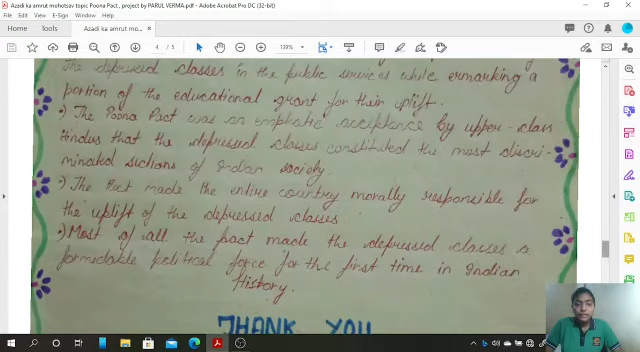 Azadi ka amrut mohotsav topic Poona Pact , project by PARUL VERMA.pdf - Adobe Acrobat Pro DC (32-bit)
File Edit View E-Sign Window Help
Home Tools Azadi ka amrut mo... ×
4 / 5 139%
The depressed classes in the public services while ermarking a
portion of the educational grant for their uplift.
•) The Poona Pact was an emphatic acceptance by upper-class
Hindus that the depressed classes constituted the most discri-
minated sections of Indian society.
•) The Pact made the entire country morally responsible for
the uplift of the depressed classes
•) Most of all the pact made the depressed classes a
formidable political force for the first time in Indian
History.
THANK YOU